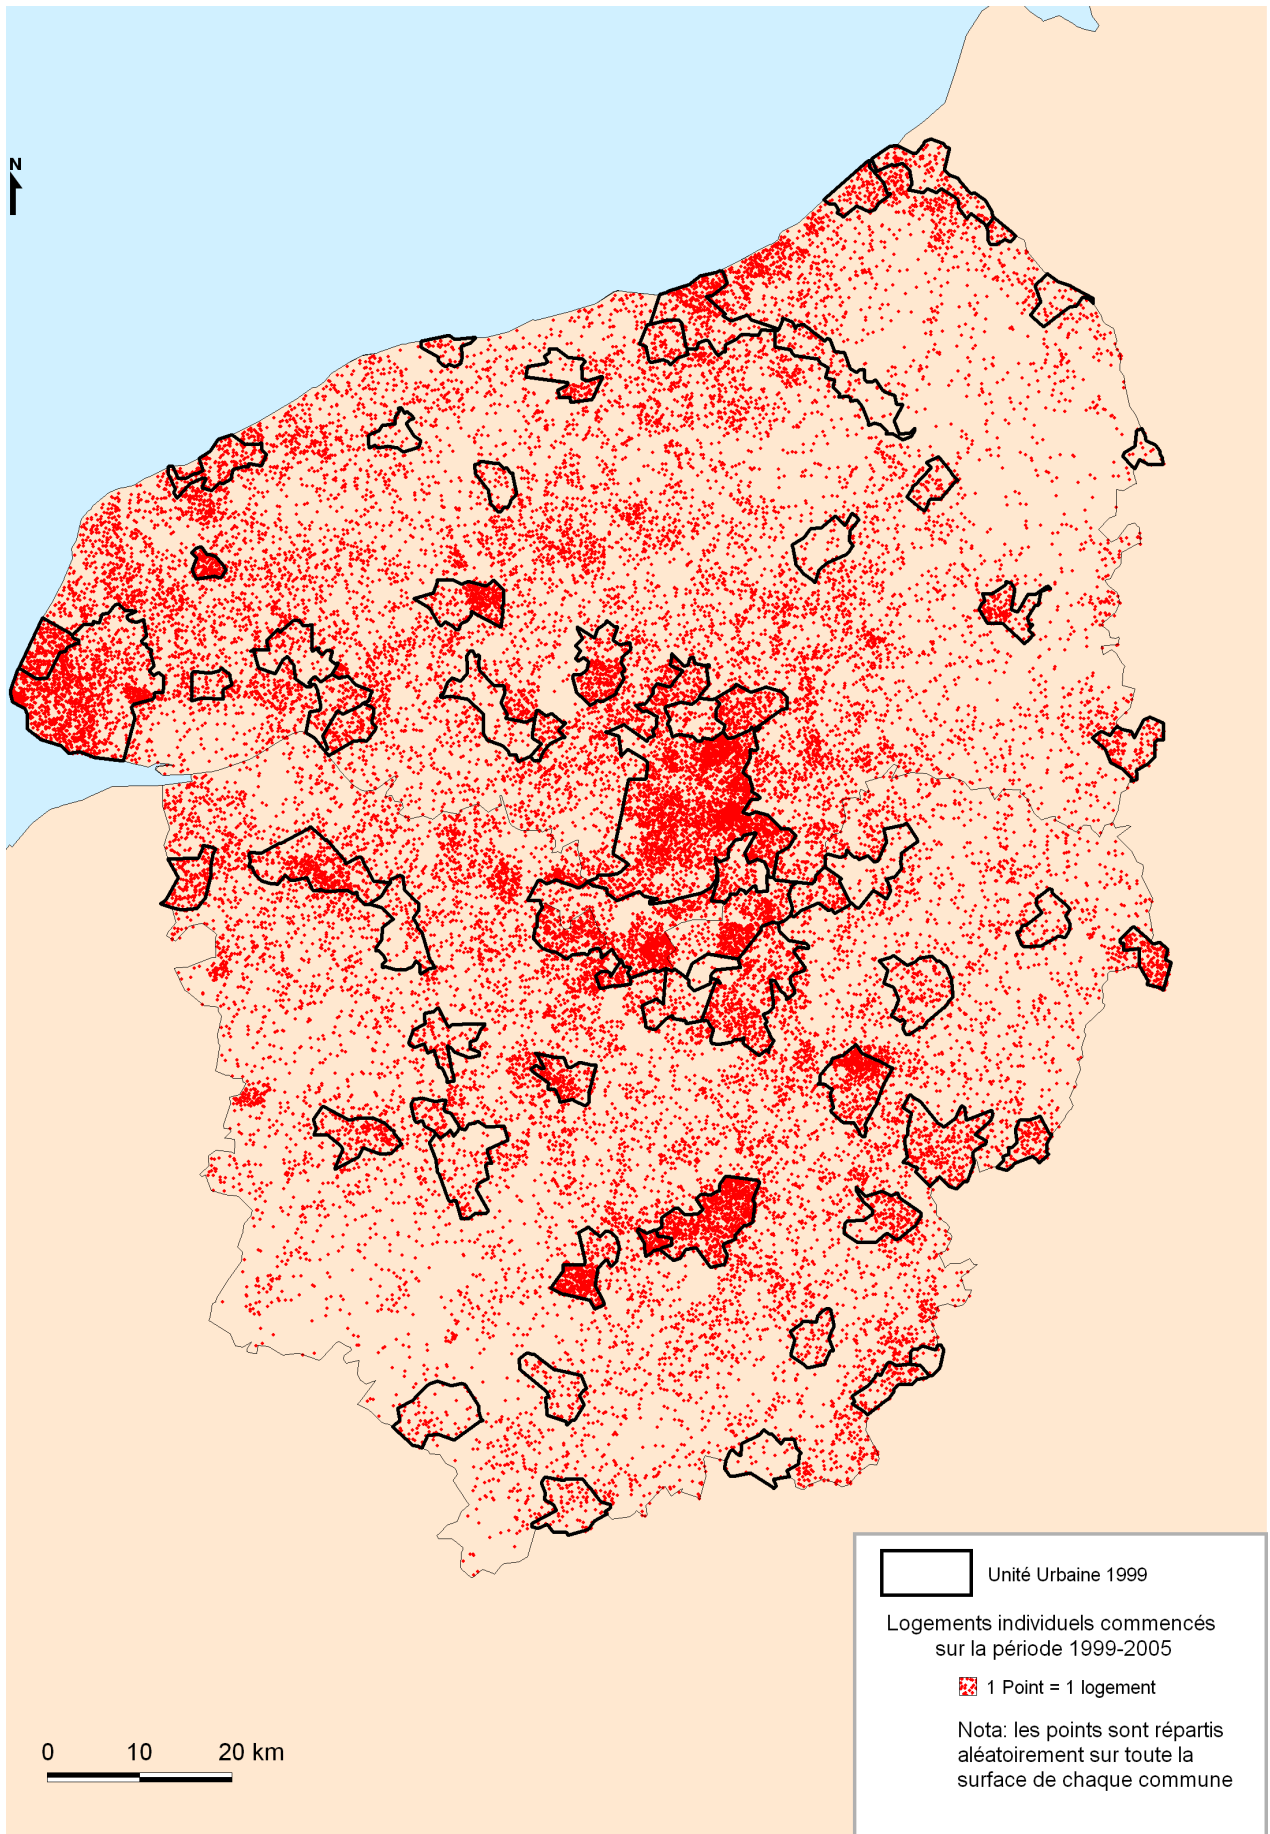 N
Unité Urbaine 1999
Logements individuels commencés
sur la période 1999-2005
1 Point = 1 logement
Nota: les points sont répartis
aléatoirement sur toute la
surface de chaque commune
0 10 20 km